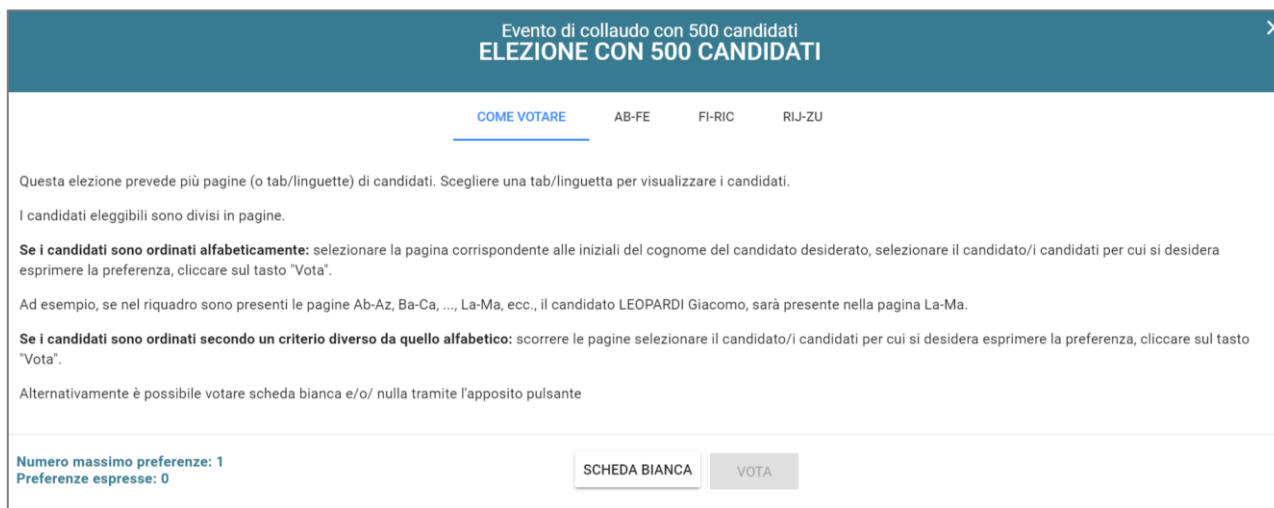 Evento di collaudo con 500 candidati
ELEZIONE CON 500 CANDIDATI
COME VOTARE AB-FE FI-RIC RIJ-ZU
Questa elezione prevede più pagine (o tab/linguette) di candidati. Scegliere una tab/linguetta per visualizzare i candidati.
I candidati eleggibili sono divisi in pagine.
Se i candidati sono ordinati alfabeticamente: selezionare la pagina corrispondente alle iniziali del cognome del candidato desiderato, selezionare il candidato/i candidati per cui si desidera
esprimere la preferenza, cliccare sul tasto "Vota".
Ad esempio, se nel riquadro sono presenti le pagine Ab-Az, Ba-Ca, ..., La-Ma, ecc., il candidato LEOPARDI Giacomo, sarà presente nella pagina La-Ma.
Se i candidati sono ordinati secondo un criterio diverso da quello alfabetico: scorrere le pagine selezionare il candidato/i candidati per cui si desidera esprimere la preferenza, cliccare sul tasto
"Vota".
Alternativamente è possibile votare scheda bianca e/o/ nulla tramite l'apposito pulsante
Numero massimo preferenze: 1
Preferenze espresse: 0
SCHEDA BIANCA VOTA